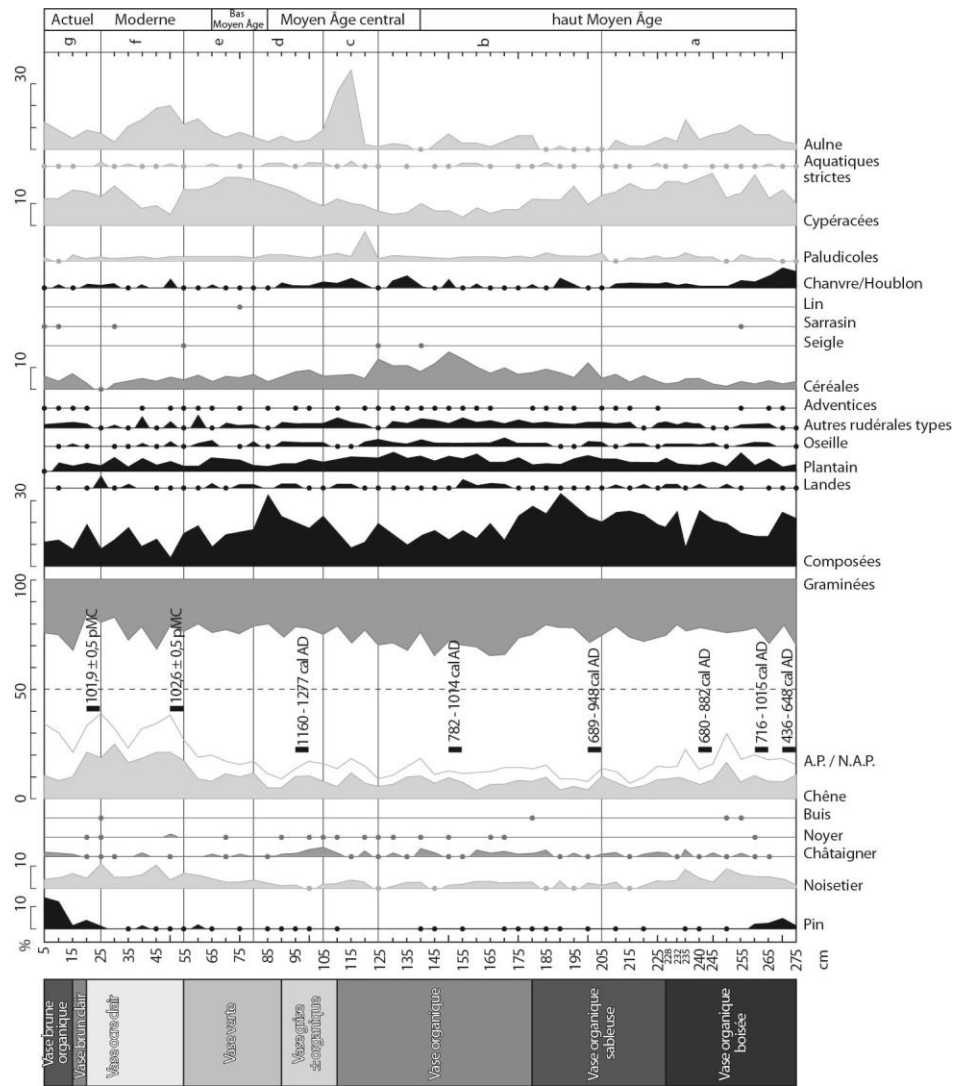 Actuel Moderne Bas Moyen Âge Moyen Âge central haut Moyen Âge
g f e d c b a
30
Aulne
Aquatiques strictes
10
Cypéracées
Paludicoles
Chanvre/Houblon
Lin
Sarrasin
Seigle
10
Céréales
Adventices
Autres rudérales types
Oseille
Plantain
Landes
30
Composées
100
Graminées
101,9 ± 0,5 pMC
102,6 ± 0,5 pMC
1160 - 1277 cal AD
782 - 1014 cal AD
689 - 948 cal AD
680 - 882 cal AD
716 - 1015 cal AD
436 - 648 cal AD
50
A.P. / N.A.P.
0
Chêne
Buis
Noyer
Châtaigner
10
Noisetier
10
Pin
%
5 15 25 35 45 55 65 75 85 95 105 115 125 135 145 155 165 175 185 195 205 215 225 228 232 235 240 245 255 265 275 cm
Vase brune organique
Vase brun clair
Vase ocre clair
Vase verte
Vase grise ± organique
Vase organique
Vase organique sableuse
Vase organique boisée